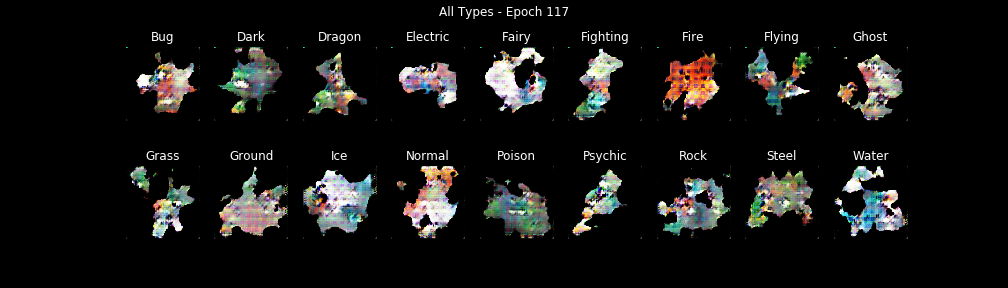 All Types - Epoch 117
Bug Dark Dragon Electric Fairy Fighting Fire Flying Ghost
Grass Ground Ice Normal Poison Psychic Rock Steel Water